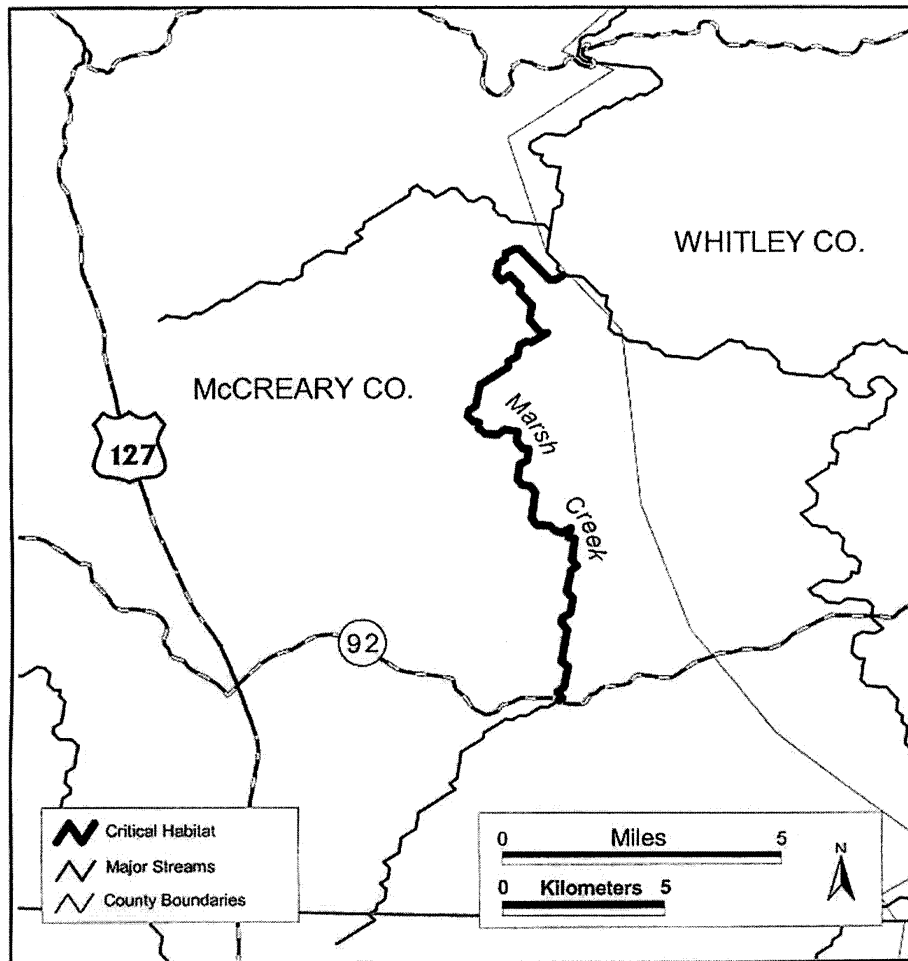 WHITLEY CO.
McCREARY CO.
Marsh
Creek
127
92
Critical Habitat
Major Streams
County Boundaries
0 Miles 5
0 Kilometers 5
N